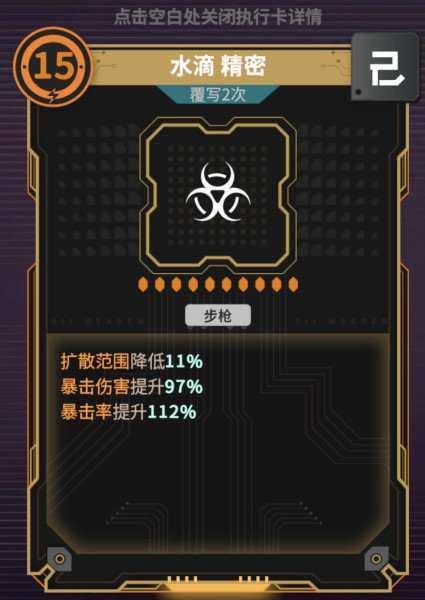 点击空白处关闭执行卡详情
15
水滴 精密
己
覆写2次
步枪
扩散范围降低11%
暴击伤害提升97%
暴击率提升112%